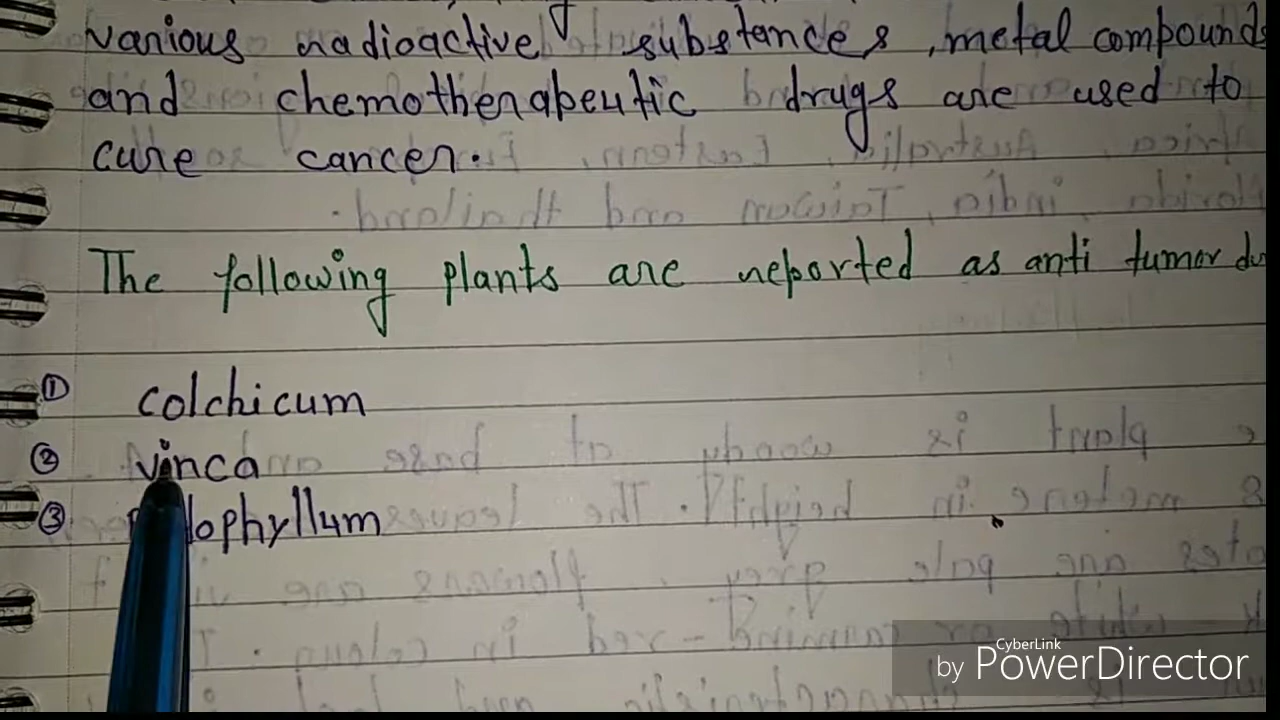 various radioactive substances, metal compounds
and chemotherapeutic drugs are used to
cure cancer.
The following plants are reported as anti tumor
① colchicum
② vinca
③ lophyllum
CyberLink
by PowerDirector